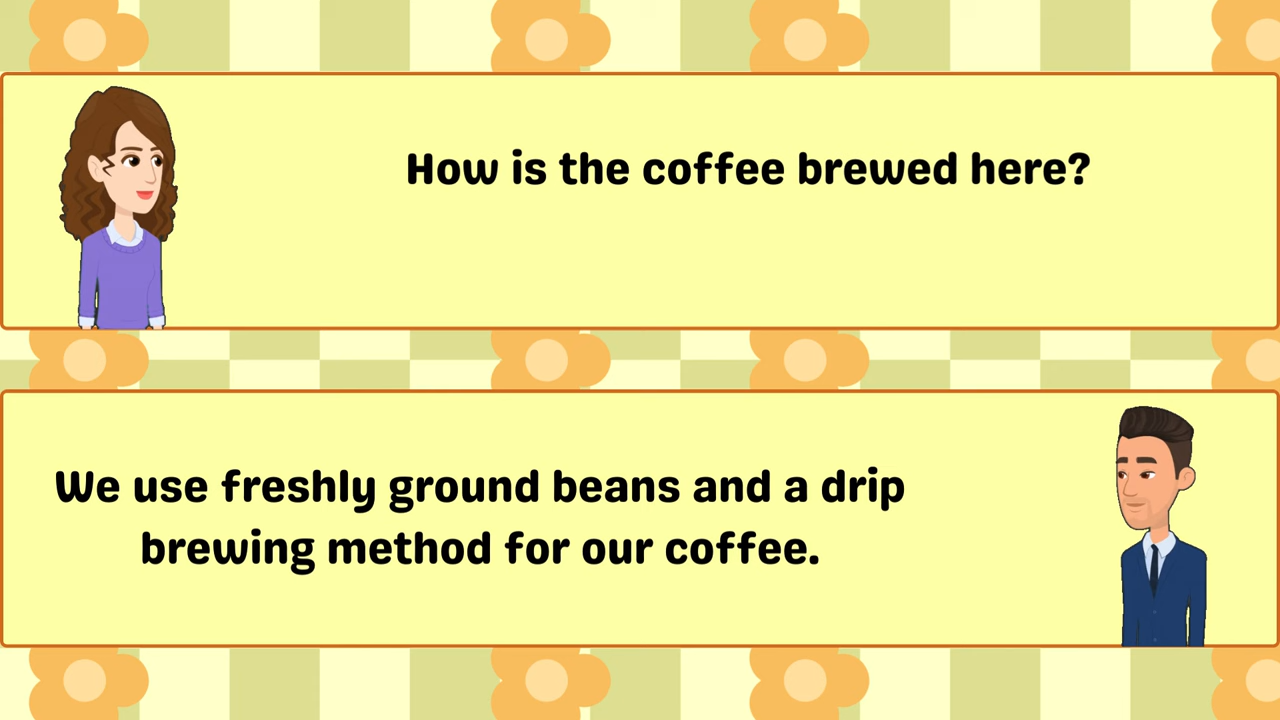 How is the coffee brewed here?
We use freshly ground beans and a drip
brewing method for our coffee.